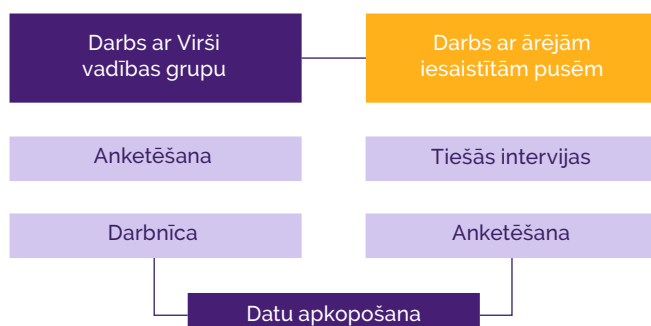 Darbs ar Virši
vadības grupu
Darbs ar ārējām
iesaistītām pusēm
Anketēšana
Tiešās intervijas
Darbnīca
Anketēšana
Datu apkopošana